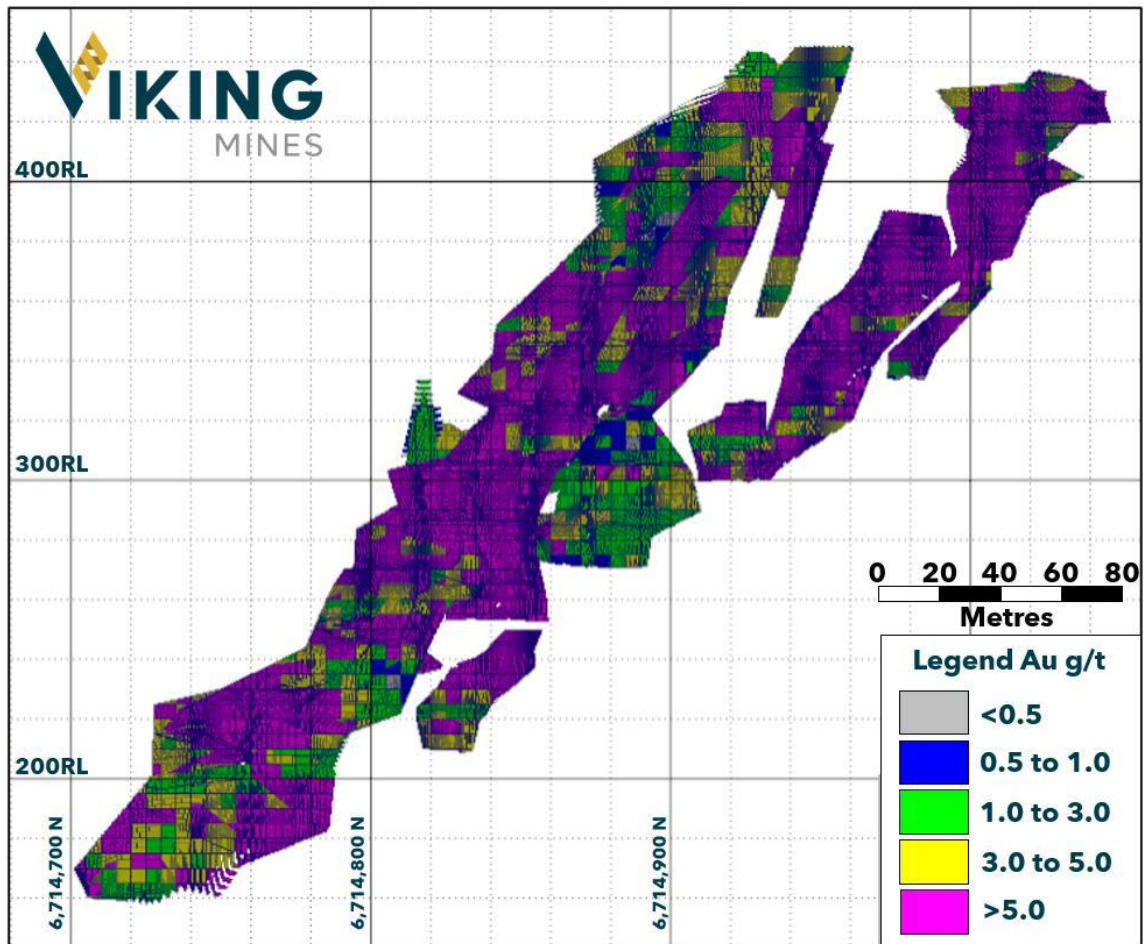 VIKING
MINES
400RL
300RL
0 20 40 60 80
Metres
Legend Au g/t
<0.5
0.5 to 1.0
200RL
1.0 to 3.0
3.0 to 5.0
>5.0
6,714,700 N
6,714,800 N
6,714,900 N